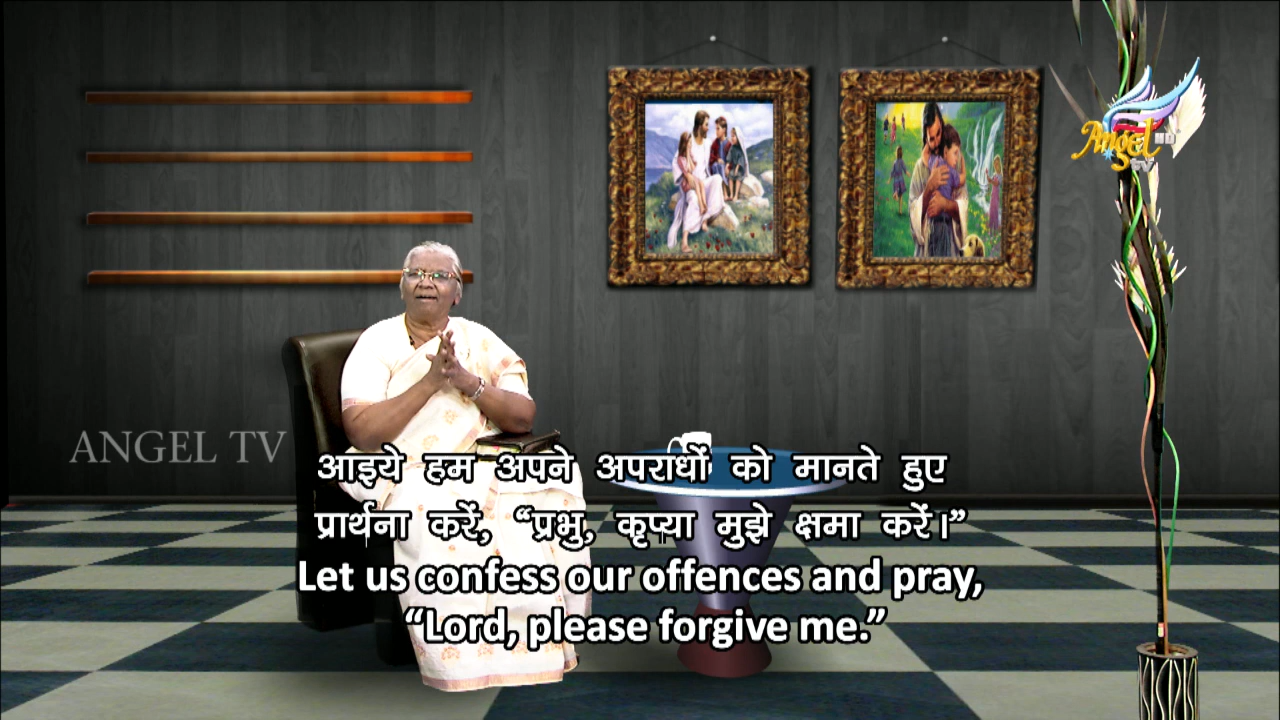 Angel HD
tv
ANGEL TV
आइये हम अपने अपराधों को मानते हुए
प्रार्थना करें, “प्रभु, कृप्या मुझे क्षमा करें।”
Let us confess our offences and pray,
“Lord, please forgive me.”